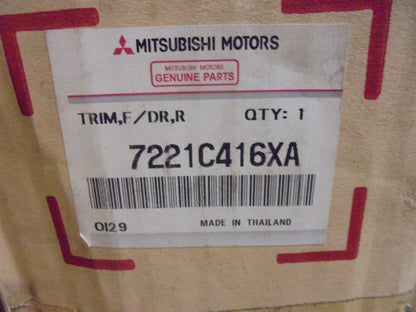 MITSUBISHI MOTORS
MITSUBISHI MOTORS
GENUINE PARTS
TRIM,F/DR,R QTY: 1
7221C416XA
0129 MADE IN THAILAND